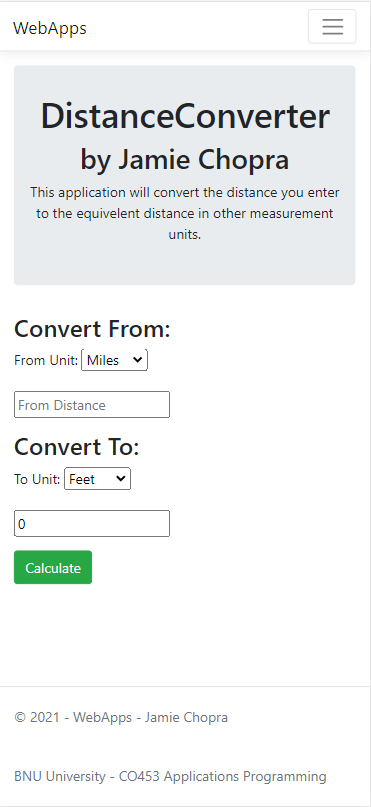 WebApps
DistanceConverter
by Jamie Chopra
This application will convert the distance you enter
to the equivelent distance in other measurement
units.
Convert From:
From Unit: Miles
From Distance
Convert To:
To Unit: Feet
0
Calculate
© 2021 - WebApps - Jamie Chopra
BNU University - CO453 Applications Programming